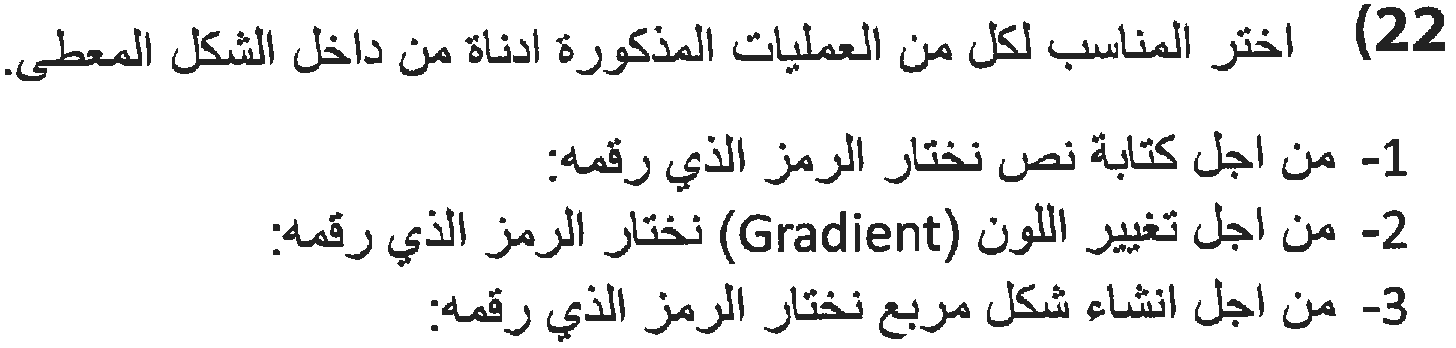 22) اختر المناسب لكل من العمليات المذكورة ادناة من داخل الشكل المعطى.
1- من اجل كتابة نص نختار الرمز الذي رقمه:
2- من اجل تغيير اللون (Gradient) نختار الرمز الذي رقمه:
3- من اجل انشاء شكل مربع نختار الرمز الذي رقمه: